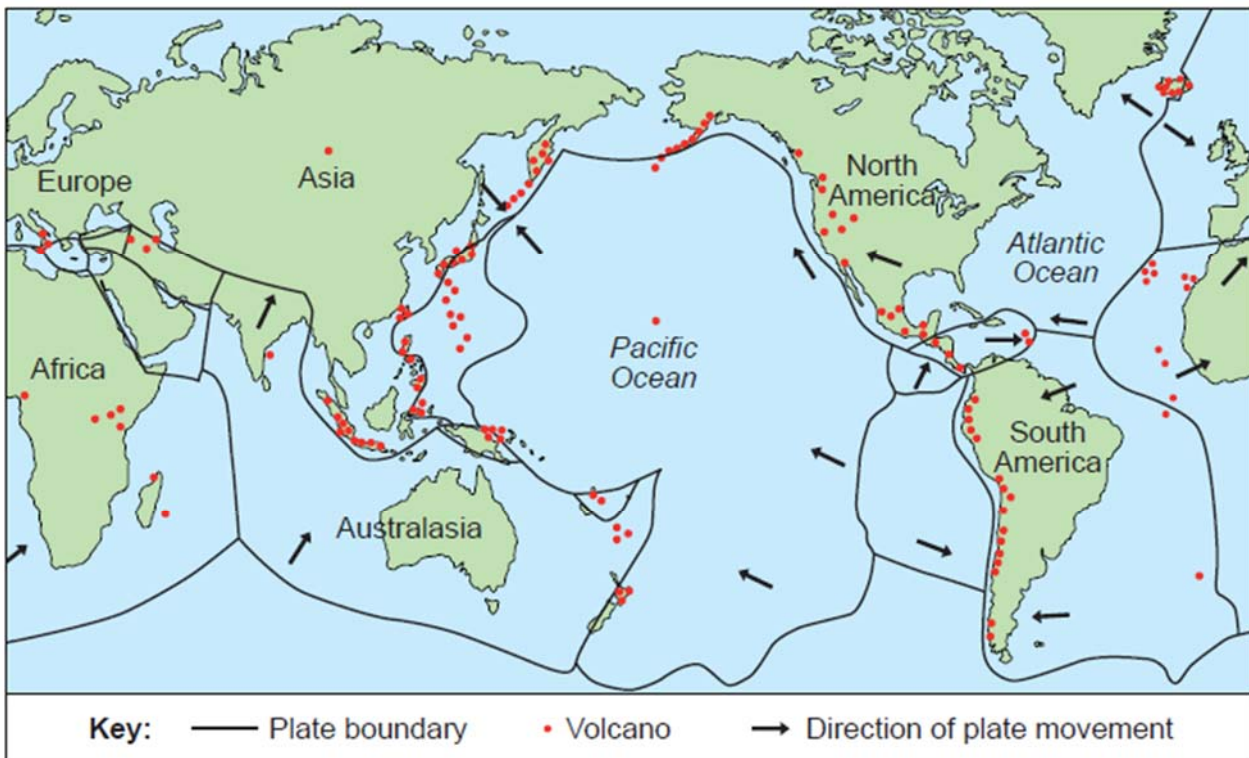 Europe
Asia
North
America
Atlantic
Ocean
Pacific
Ocean
Africa
South
America
Australasia
Key: Plate boundary Volcano Direction of plate movement